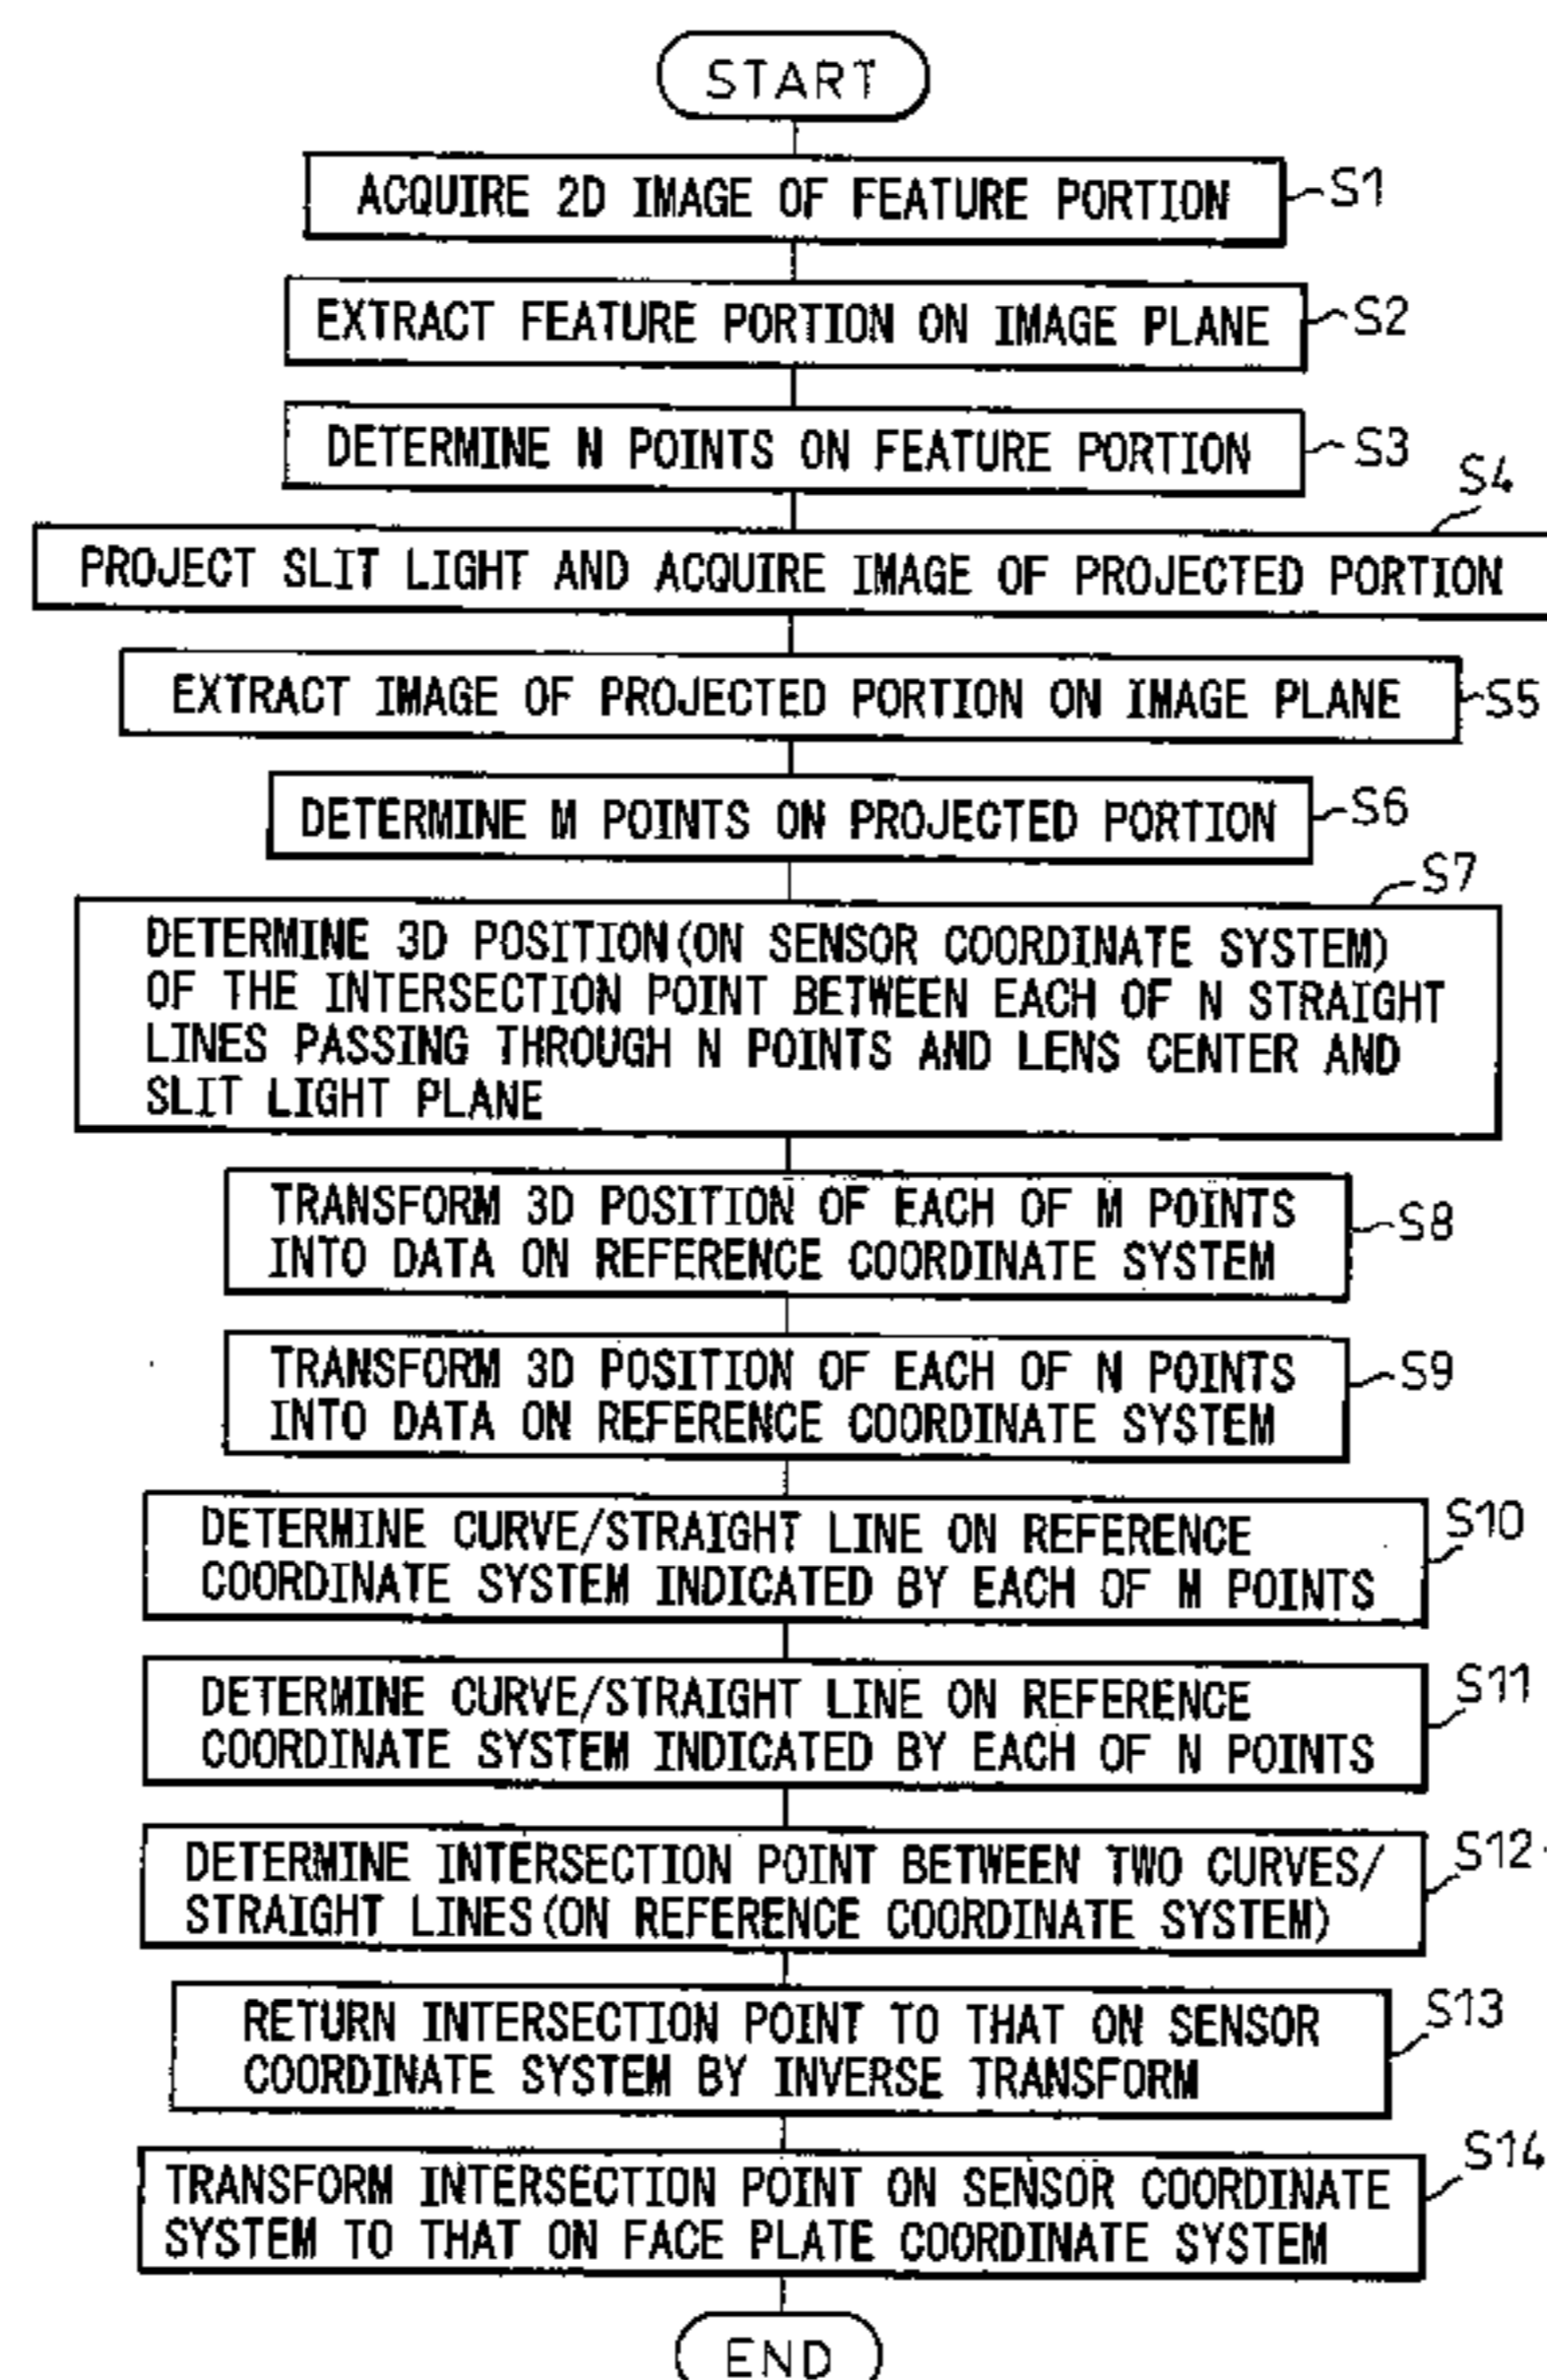 START
ACQUIRE 2D IMAGE OF FEATURE PORTION
S1
EXTRACT FEATURE PORTION ON IMAGE PLANE
S2
DETERMINE N POINTS ON FEATURE PORTION
S3
S4
PROJECT SLIT LIGHT AND ACQUIRE IMAGE OF PROJECTED PORTION
EXTRACT IMAGE OF PROJECTED PORTION ON IMAGE PLANE
S5
DETERMINE M POINTS ON PROJECTED PORTION
S6
S7
DETERMINE 3D POSITION(ON SENSOR COORDINATE SYSTEM)
OF THE INTERSECTION POINT BETWEEN EACH OF N STRAIGHT
LINES PASSING THROUGH N POINTS AND LENS CENTER AND
SLIT LIGHT PLANE
TRANSFORM 3D POSITION OF EACH OF M POINTS
INTO DATA ON REFERENCE COORDINATE SYSTEM
S8
TRANSFORM 3D POSITION OF EACH OF N POINTS
INTO DATA ON REFERENCE COORDINATE SYSTEM
S9
DETERMINE CURVE/STRAIGHT LINE ON REFERENCE
COORDINATE SYSTEM INDICATED BY EACH OF M POINTS
S10
DETERMINE CURVE/STRAIGHT LINE ON REFERENCE
COORDINATE SYSTEM INDICATED BY EACH OF N POINTS
S11
DETERMINE INTERSECTION POINT BETWEEN TWO CURVES/
STRAIGHT LINES(ON REFERENCE COORDINATE SYSTEM)
S12
RETURN INTERSECTION POINT TO THAT ON SENSOR
COORDINATE SYSTEM BY INVERSE TRANSFORM
S13
TRANSFORM INTERSECTION POINT ON SENSOR COORDINATE
SYSTEM TO THAT ON FACE PLATE COORDINATE SYSTEM
S14
END